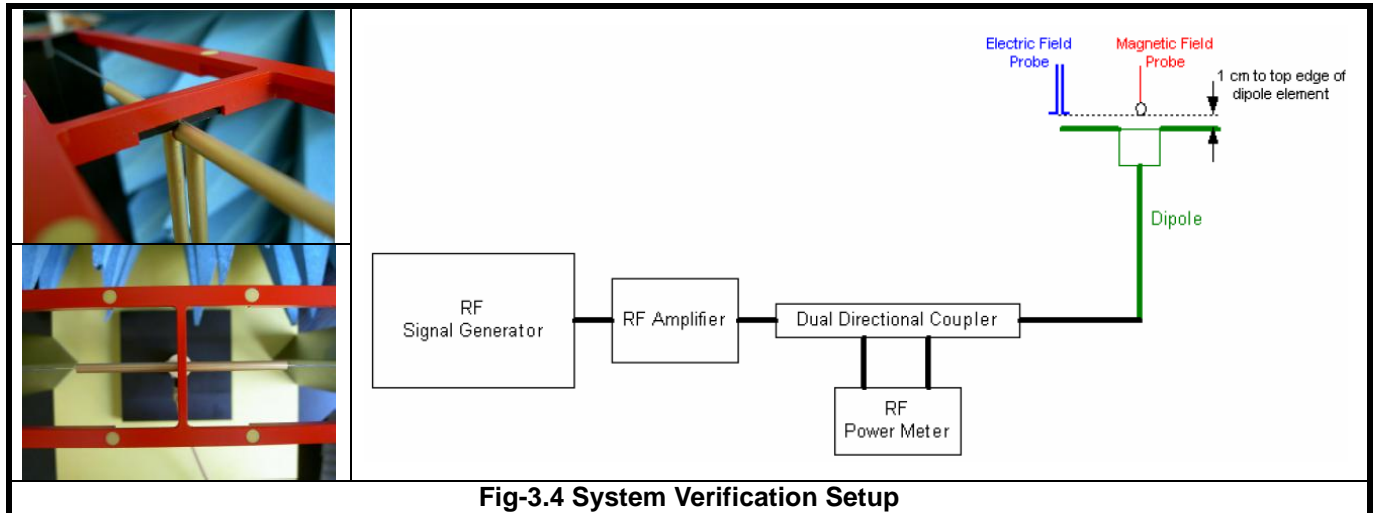 Electric Field
Probe
Magnetic Field
Probe
1 cm to top edge of
dipole element
Dipole
RF
Signal Generator
RF Amplifier
Dual Directional Coupler
RF
Power Meter
Fig-3.4 System Verification Setup